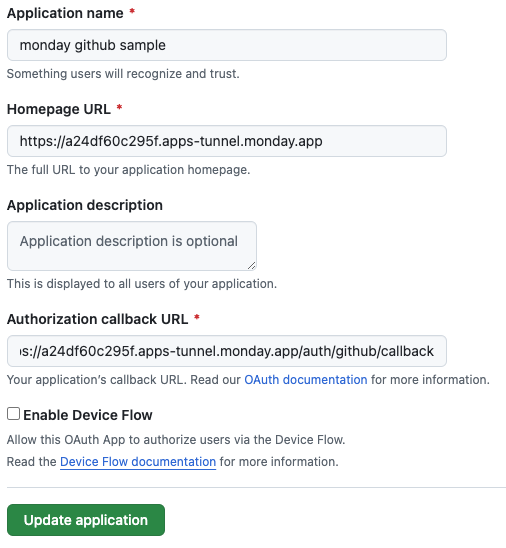 Application name *
monday github sample
Something users will recognize and trust.
Homepage URL *
https://a24df60c295f.apps-tunnel.monday.app
The full URL to your application homepage.
Application description
Application description is optional
This is displayed to all users of your application.
Authorization callback URL *
s://a24df60c295f.apps-tunnel.monday.app/auth/github/callback
Your application's callback URL. Read our OAuth documentation for more information.
Enable Device Flow
Allow this OAuth App to authorize users via the Device Flow.
Read the Device Flow documentation for more information.
Update application